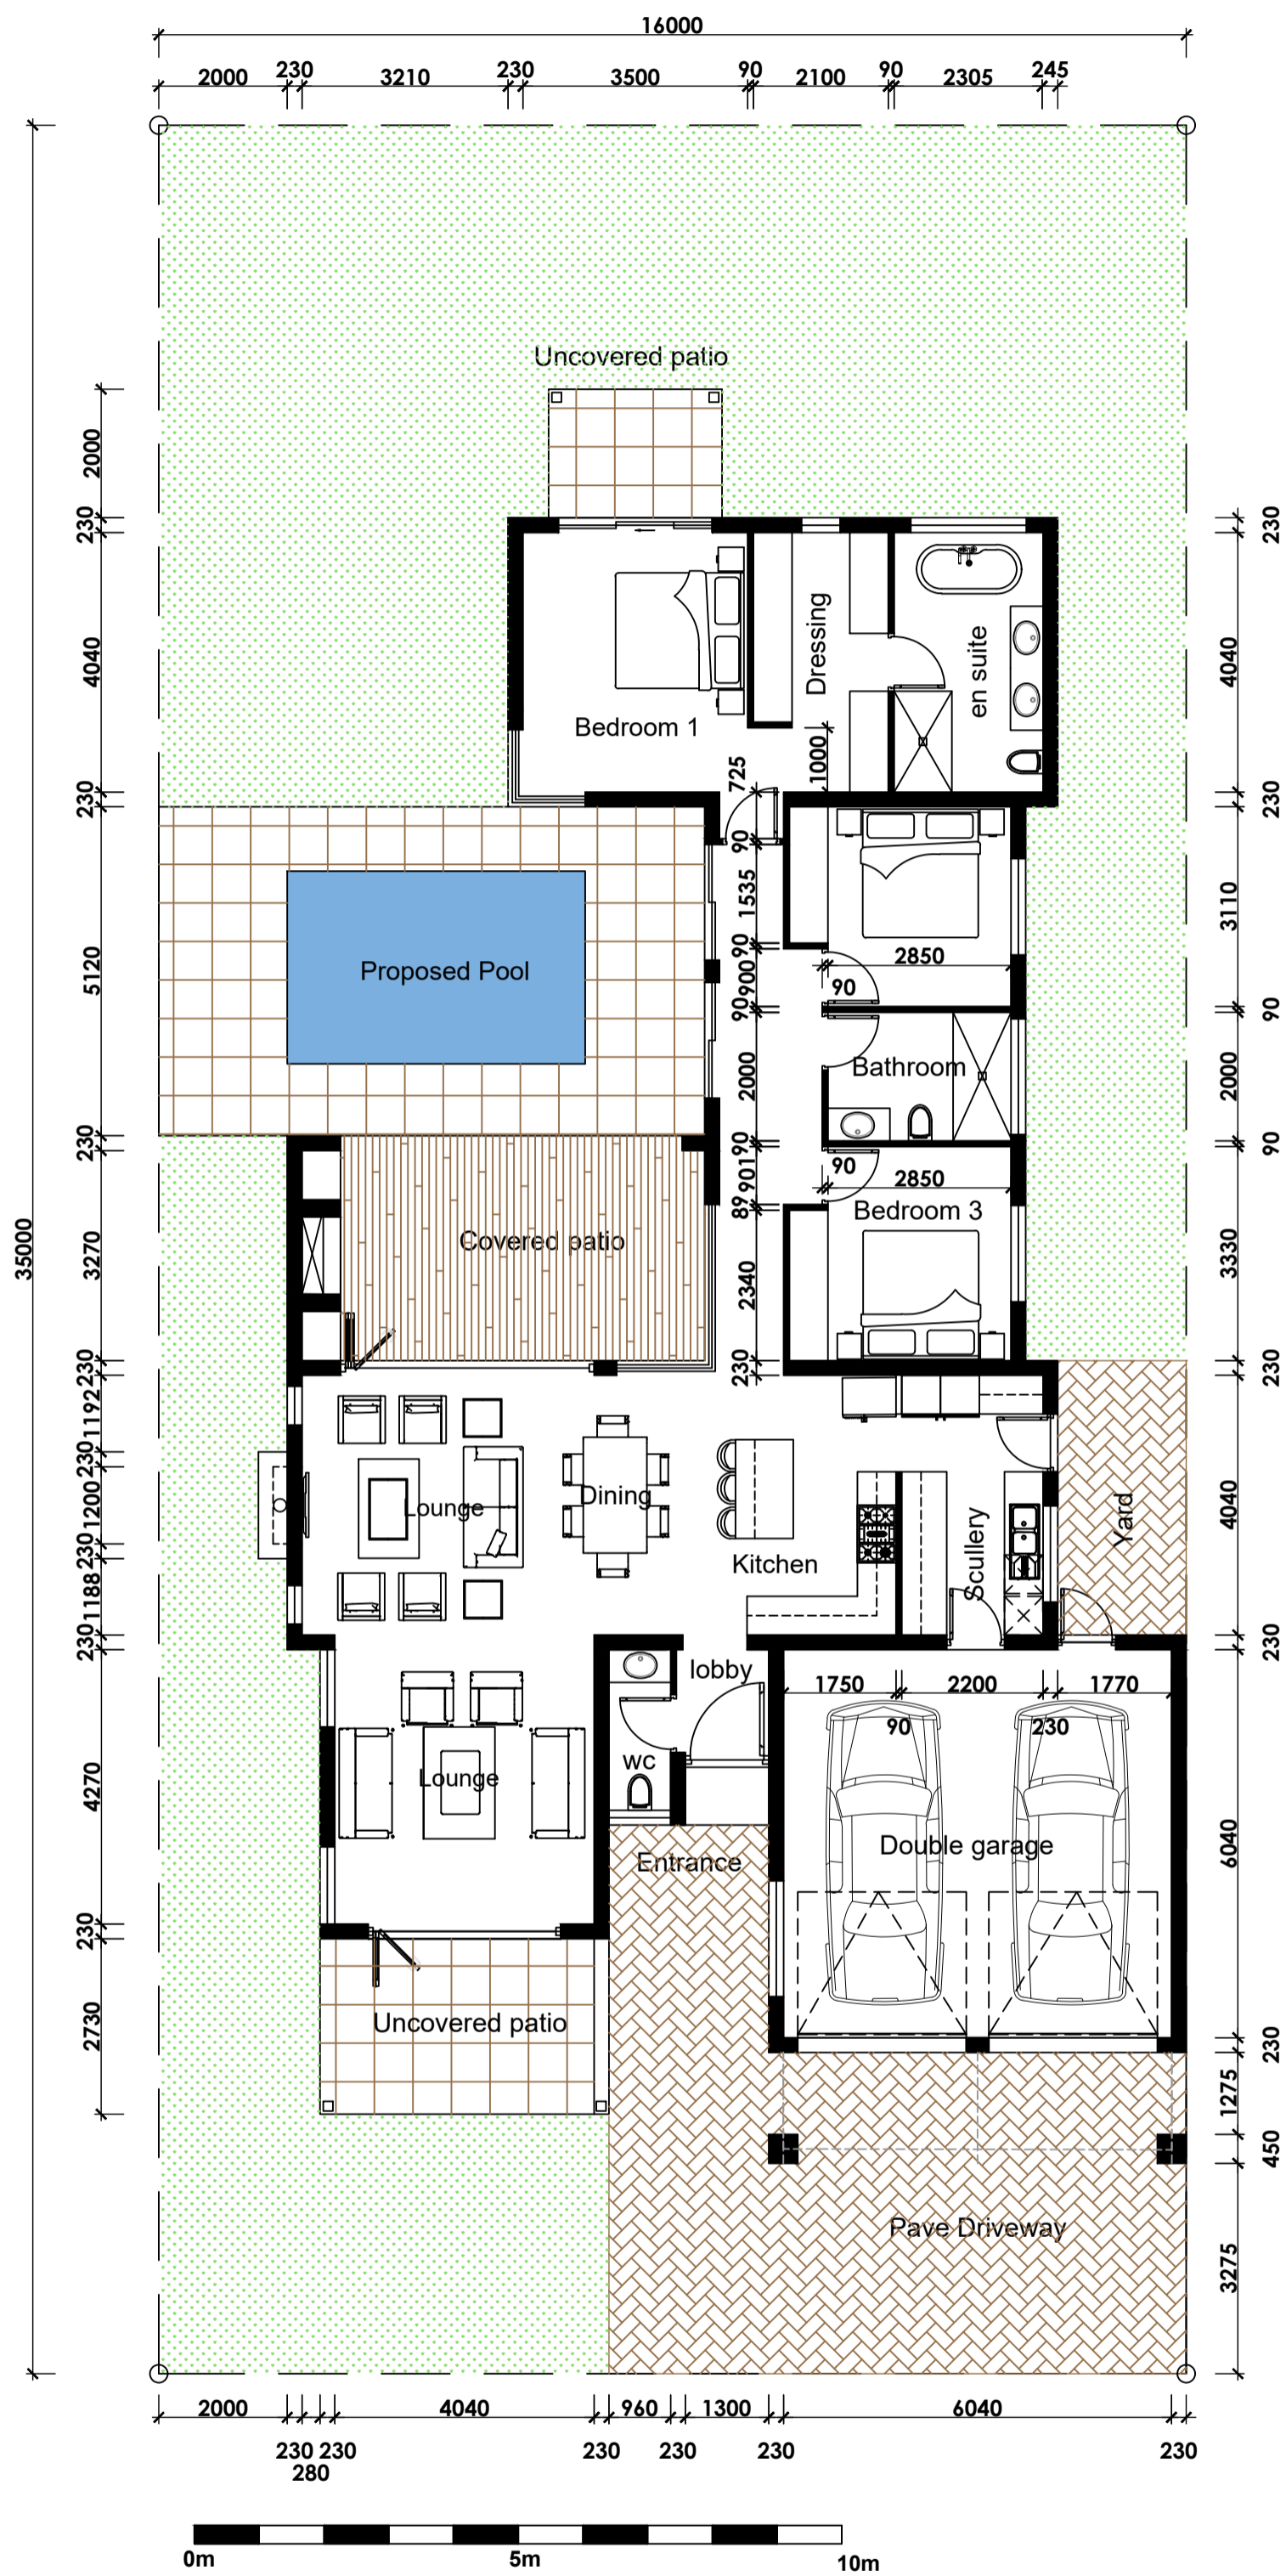 16000
2000 230 3210 230 3500 90 2100 90 2305 245
Uncovered patio
2000
230
230
4040
Dressing
en suite
4040
Bedroom 1
725
1000
230
230
90
1535
3110
90
2850
5120
Proposed Pool
900
90
90
90
Bathroom
2000
2000
230
90
90
901
90
2850
89
Bedroom 3
35000
3270
Covered patio
2340
3330
230
230
230
1192
230
1200
Lounge
Dining
Kitchen
Scullery
Yard
4040
230
1188
230
230
lobby
1750 2200 1770
90 230
wc
4270
Lounge
Double garage
6040
Entrance
230
2730
Uncovered patio
230
1275
450
Pave Driveway
3275
2000 4040 960 1300 6040
230 230 230 230 230 230
280
0m 5m 10m